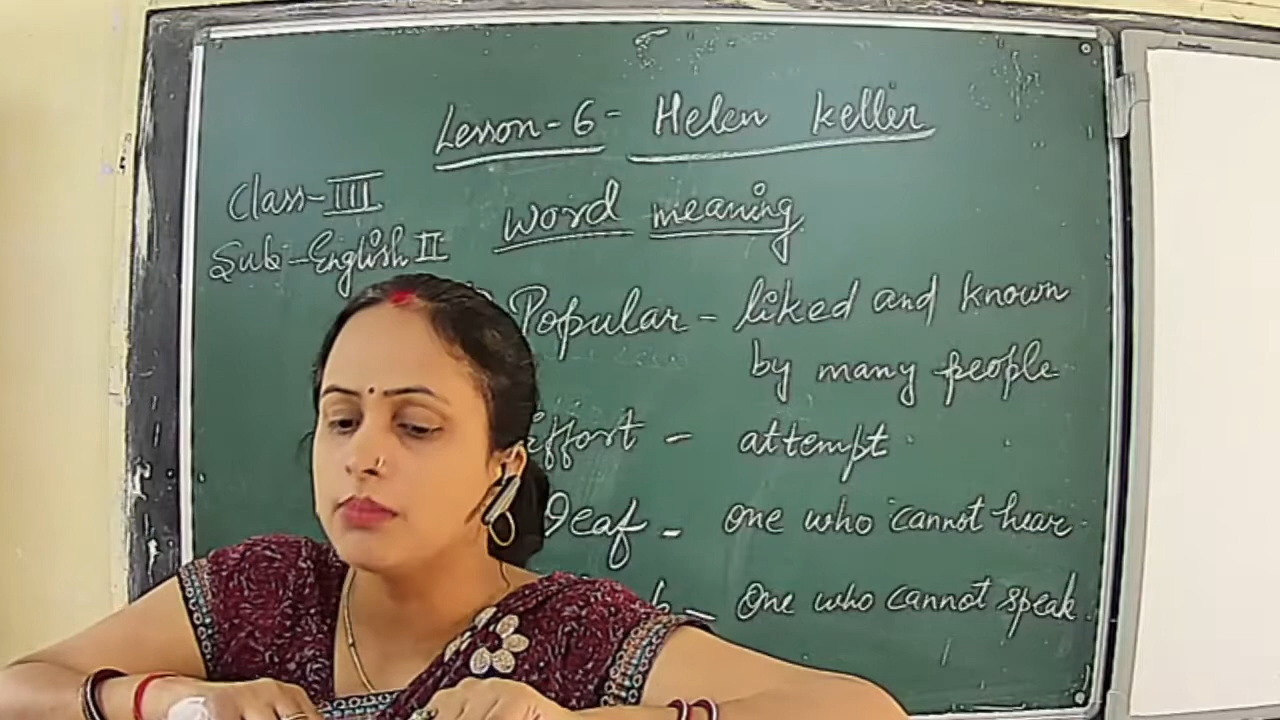 Lesson-6- Helen Keller
Class-III
Word meaning
Sub-English II
Popular - liked and known
by many people
effort - attempt
Deaf - One who cannot hear.
One who cannot speak.